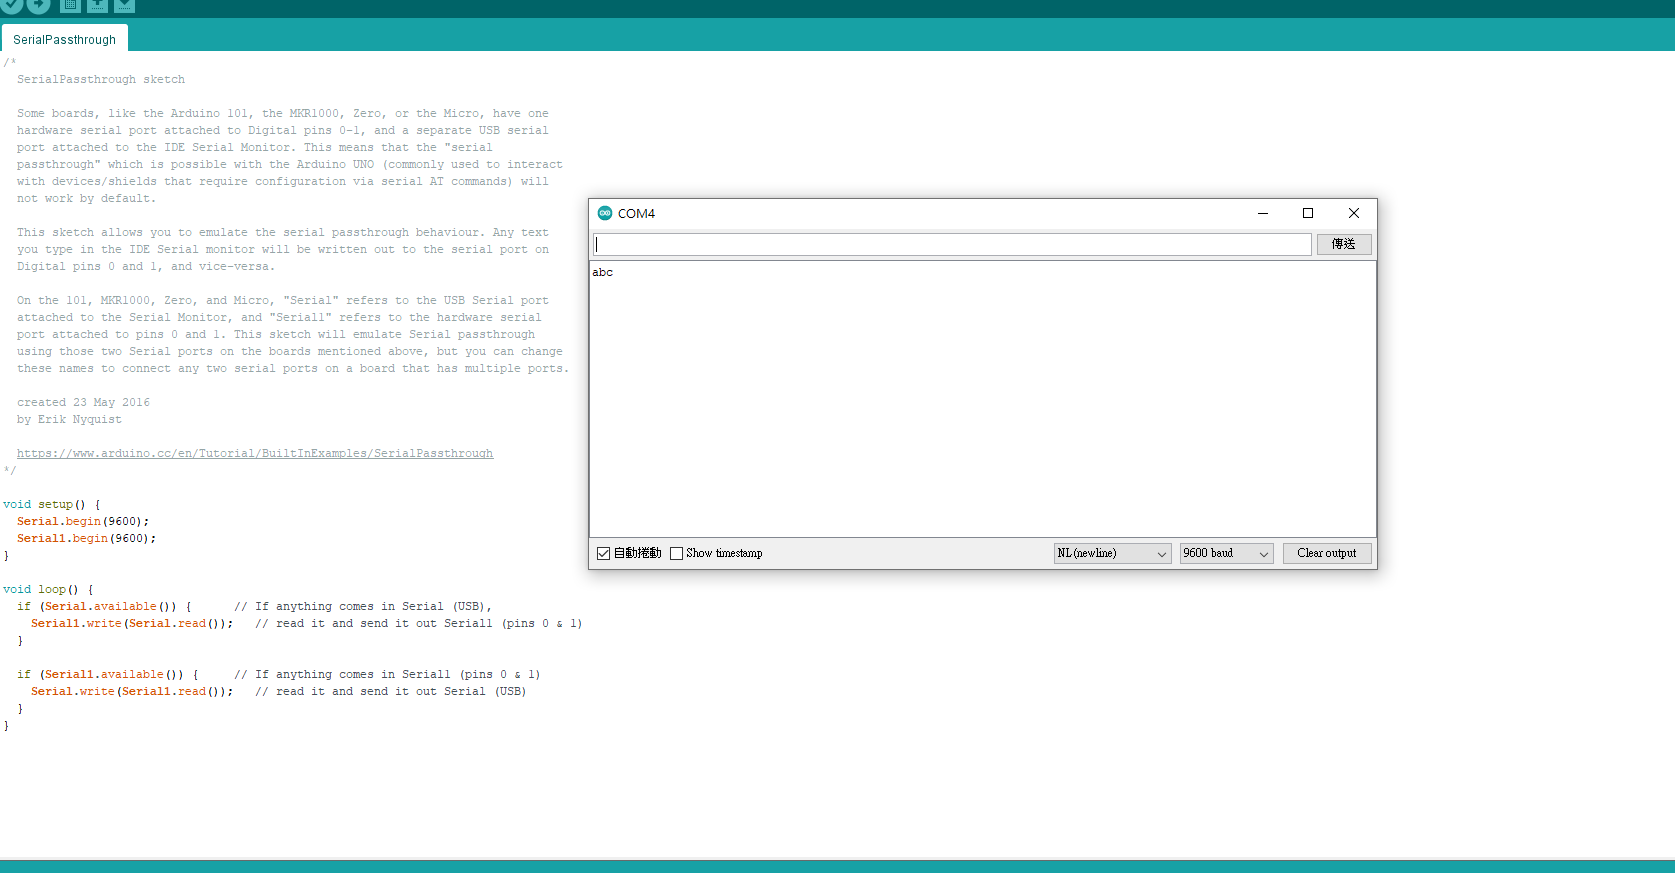 SerialPassthrough
/*
SerialPassthrough sketch
Some boards, like the Arduino 101, the MKR1000, Zero, or the Micro, have one
hardware serial port attached to Digital pins 0-1, and a separate USB serial
port attached to the IDE Serial Monitor. This means that the "serial
passthrough" which is possible with the Arduino UNO (commonly used to interact
with devices/shields that require configuration via serial AT commands) will
not work by default.
This sketch allows you to emulate the serial passthrough behaviour. Any text
you type in the IDE Serial monitor will be written out to the serial port on
Digital pins 0 and 1, and vice-versa.
On the 101, MKR1000, Zero, and Micro, "Serial" refers to the USB Serial port
attached to the Serial Monitor, and "Serial1" refers to the hardware serial
port attached to pins 0 and 1. This sketch will emulate Serial passthrough
using those two Serial ports on the boards mentioned above, but you can change
these names to connect any two serial ports on a board that has multiple ports.
created 23 May 2016
by Erik Nyquist
https://www.arduino.cc/en/Tutorial/BuiltInExamples/SerialPassthrough
*/
void setup() {
Serial.begin(9600);
Serial1.begin(9600);
}
void loop() {
if (Serial.available()) {      // If anything comes in Serial (USB),
Serial1.write(Serial.read());   // read it and send it out Serial1 (pins 0 & 1)
}
if (Serial1.available()) {     // If anything comes in Serial1 (pins 0 & 1)
Serial.write(Serial1.read());   // read it and send it out Serial (USB)
}
}
COM4
傳送
abc
自動捲動 Show timestamp NL(newline) 9600 baud Clear output